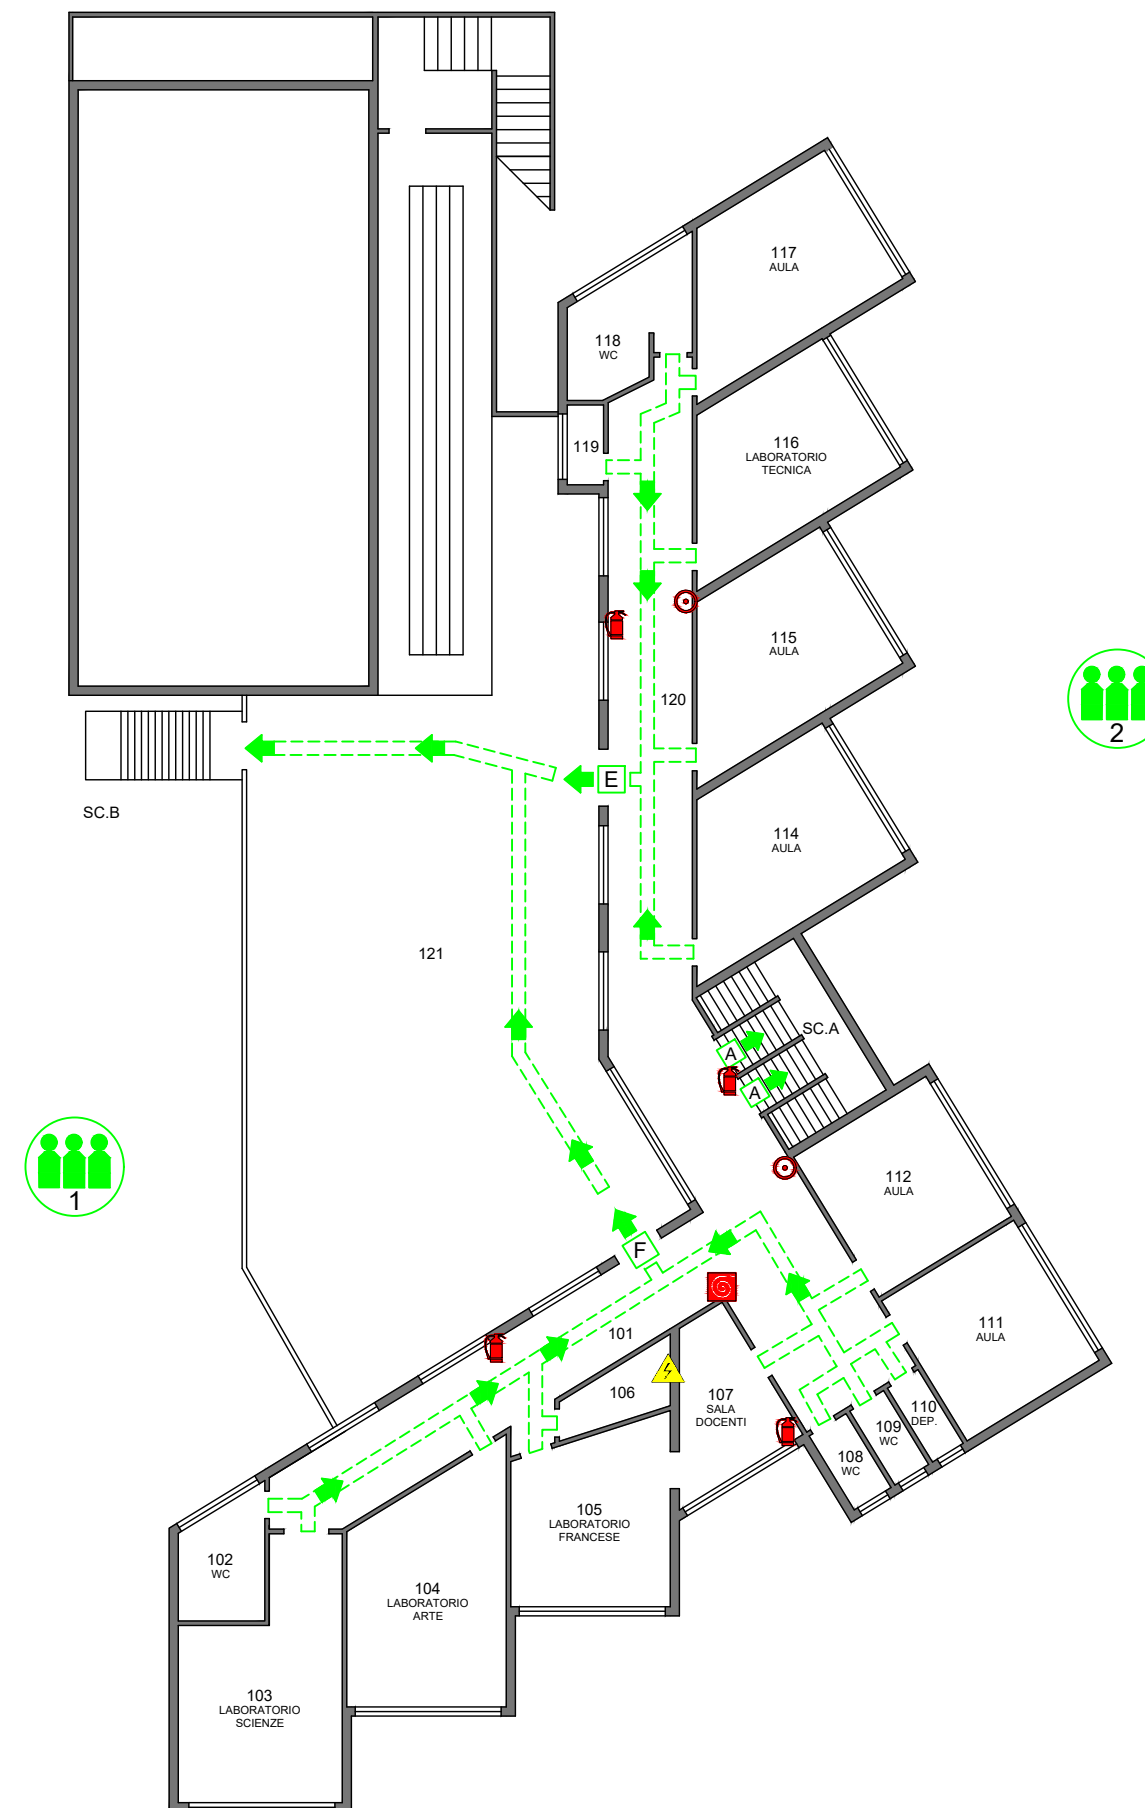 117
AULA
118
WC
116
LABORATORIO
TECNICA
119
115
AULA
120
2
E
SC.B
114
AULA
121
SC.A
A
A
112
AULA
1
F
111
AULA
101
106
107
SALA
DOCENTI
110
DEP.
109
WC
108
WC
105
LABORATORIO
FRANCESE
102
WC
104
LABORATORIO
ARTE
103
LABORATORIO
SCIENZE